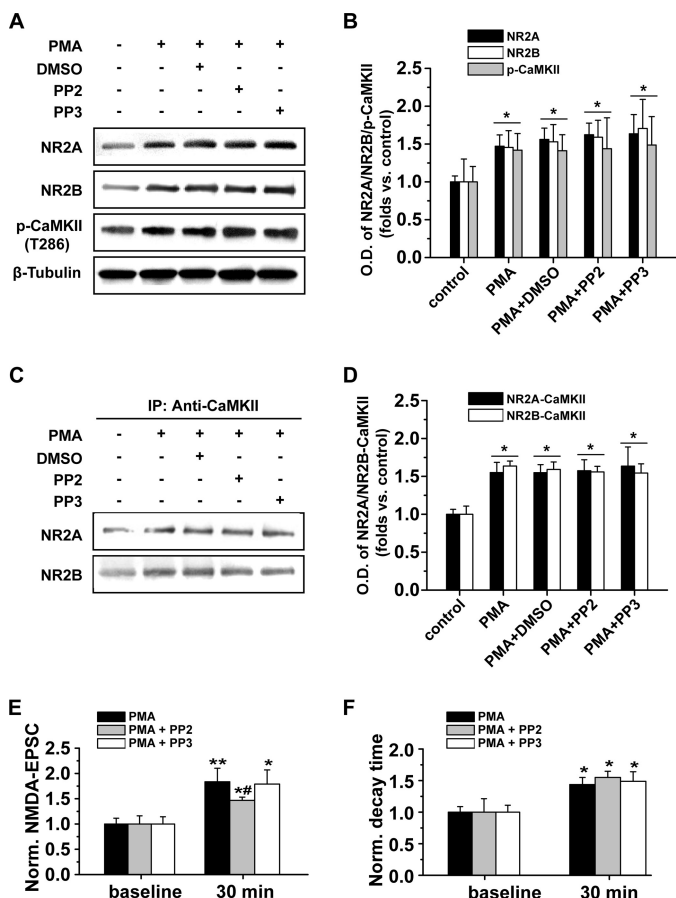 A
PMA - + + + +
DMSO - - + - -
PP2 - - - + -
PP3 - - - - +
NR2A
NR2B
p-CaMKII
(T286)
β-Tubulin
B
NR2A
NR2B
p-CaMKII
O.D. of NR2A/NR2B/p-CaMKII
(folds vs. control)
2.5
2.0
1.5
1.0
0.5
0.0
* * * *
control
PMA
PMA+DMSO
PMA+PP2
PMA+PP3
C
IP: Anti-CaMKII
PMA - + + + +
DMSO - - + - -
PP2 - - - + -
PP3 - - - - +
NR2A
NR2B
D
NR2A-CaMKII
NR2B-CaMKII
O.D. of NR2A/NR2B-CaMKII
(folds vs. control)
2.5
2.0
1.5
1.0
0.5
0.0
* * * *
control
PMA
PMA+DMSO
PMA+PP2
PMA+PP3
E
PMA
PMA + PP2
PMA + PP3
Norm. NMDA-EPSC
2.5
2.0
1.5
1.0
0.5
0.0
** *# *
baseline 30 min
F
PMA
PMA + PP2
PMA + PP3
Norm. decay time
2.0
1.5
1.0
0.5
0.0
* * *
baseline 30 min